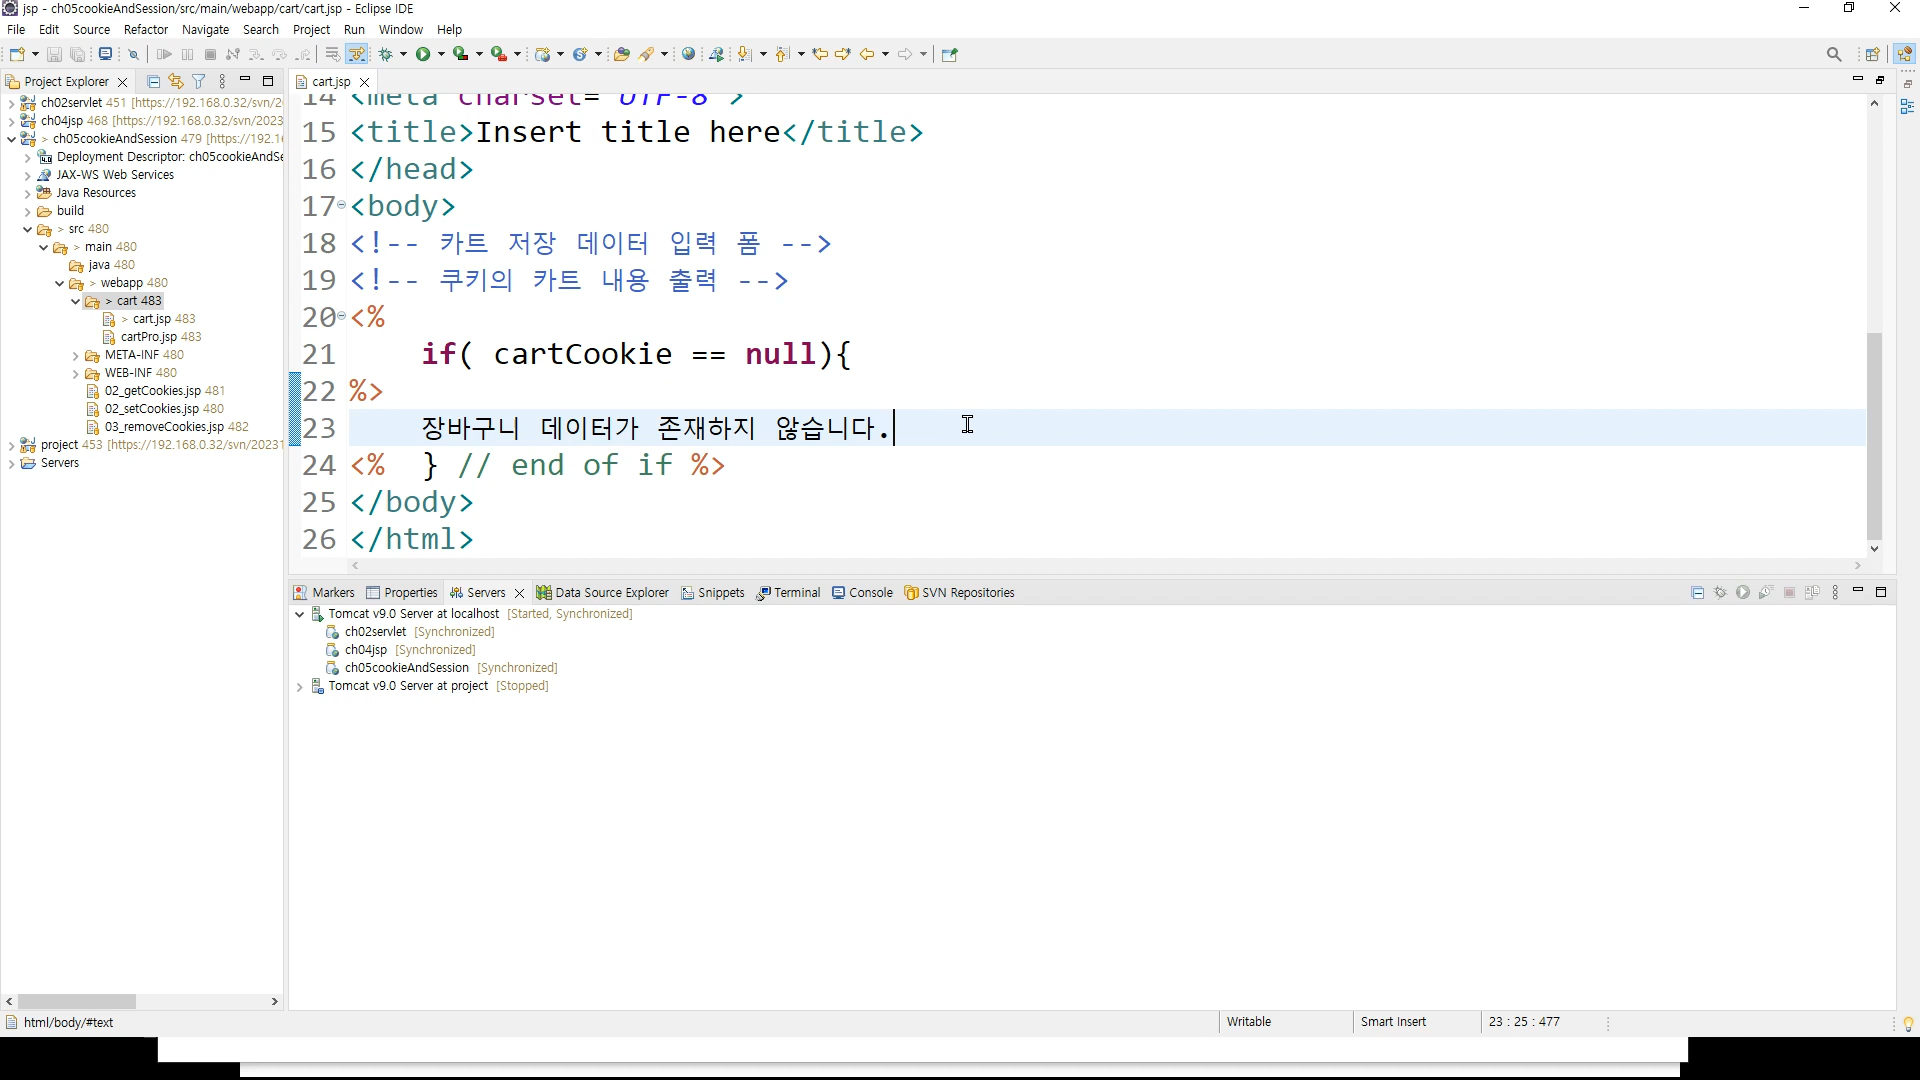 jsp - ch05cookieAndSession/src/main/webapp/cart/cart.jsp - Eclipse IDE
File Edit Source Refactor Navigate Search Project Run Window Help
Project Explorer
cart.jsp
ch02servlet 451 [https://192.168.0.32/svn/2
ch04jsp 468 [https://192.168.0.32/svn/2023
> ch05cookieAndSession 479 [https://192.1
Deployment Descriptor: ch05cookieAndSe
JAX-WS Web Services
Java Resources
build
> src 480
> main 480
java 480
> webapp 480
> cart 483
> cart.jsp 483
cartPro.jsp 483
META-INF 480
WEB-INF 480
02_getCookies.jsp 481
02_setCookies.jsp 480
03_removeCookies.jsp 482
project 453 [https://192.168.0.32/svn/20231
Servers
14 <meta charset="UTF-8">
15 <title>Insert title here</title>
16 </head>
17 <body>
18 <!-- 카트 저장 데이터 입력 폼 -->
19 <!-- 쿠키의 카트 내용 출력 -->
20 <%
21 if( cartCookie == null){
22 %>
23 장바구니 데이터가 존재하지 않습니다.
24 <% } // end of if %>
25 </body>
26 </html>
Markers Properties Servers Data Source Explorer Snippets Terminal Console SVN Repositories
Tomcat v9.0 Server at localhost [Started, Synchronized]
ch02servlet [Synchronized]
ch04jsp [Synchronized]
ch05cookieAndSession [Synchronized]
Tomcat v9.0 Server at project [Stopped]
html/body/#text Writable Smart Insert 23 : 25 : 477